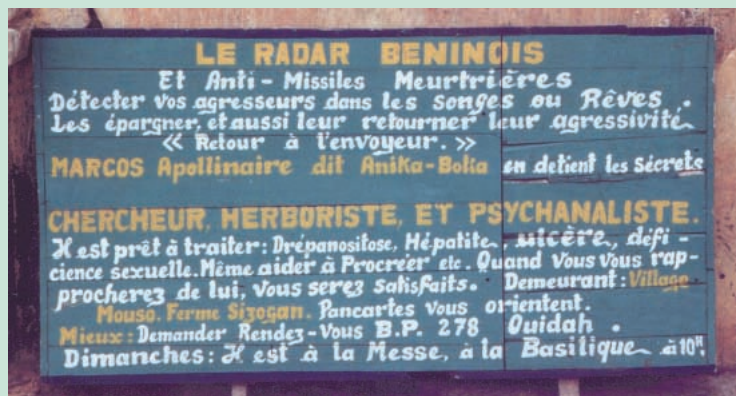 LE RADAR BENINOIS
Et Anti-Missiles Meurtrières
Détecter vos agresseurs dans les songes ou Rêves.
Les épargner, et aussi leur retourner leur agressivité
« Retour à l'envoyeur. »
MARCOS Apollinaire dit Anika-Boka en detient les Sécrets
CHERCHEUR, HERBORISTE, ET PSYCHANALISTE.
Il est prêt à traiter: Drépanositose, Hépatite, ulcère, défi-
cience sexuelle. Même aider à Procréer etc. Quand Vous vous rap-
procherez de lui, vous serez Satisfaits. Demeurant: Village
Mouso. Ferme Sizogan. Pancartes vous orientent.
Mieux: Demander Rendez-Vous B.P. 278 Ouidah.
Dimanches: Il est à la Messe, à la Basilique à 10H.